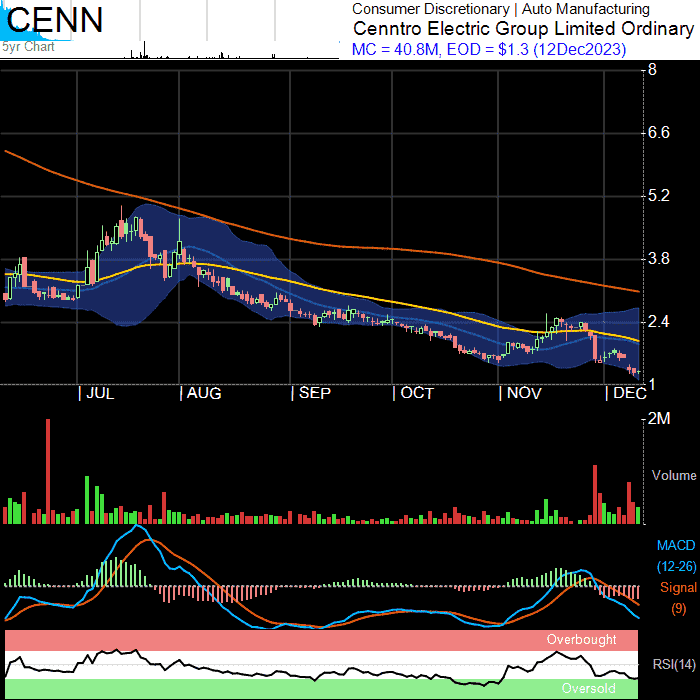 CENN
5yr Chart
Consumer Discretionary | Auto Manufacturing
Cenntro Electric Group Limited Ordinary
MC = 40.8M, EOD = $1.3 (12Dec2023)
8
6.6
5.2
3.8
2.4
1
JUL
AUG
SEP
OCT
NOV
DEC
2M
Volume
MACD
(12-26)
Signal
(9)
Overbought
RSI(14)
Oversold